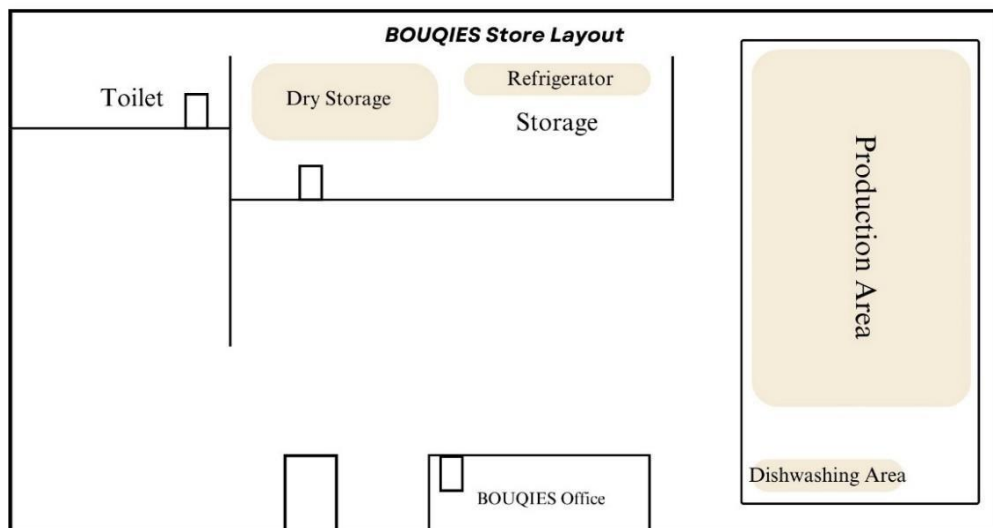 BOUQIES Store Layout
Toilet
Dry Storage
Refrigerator
Storage
Production Area
Dishwashing Area
BOUQIES Office